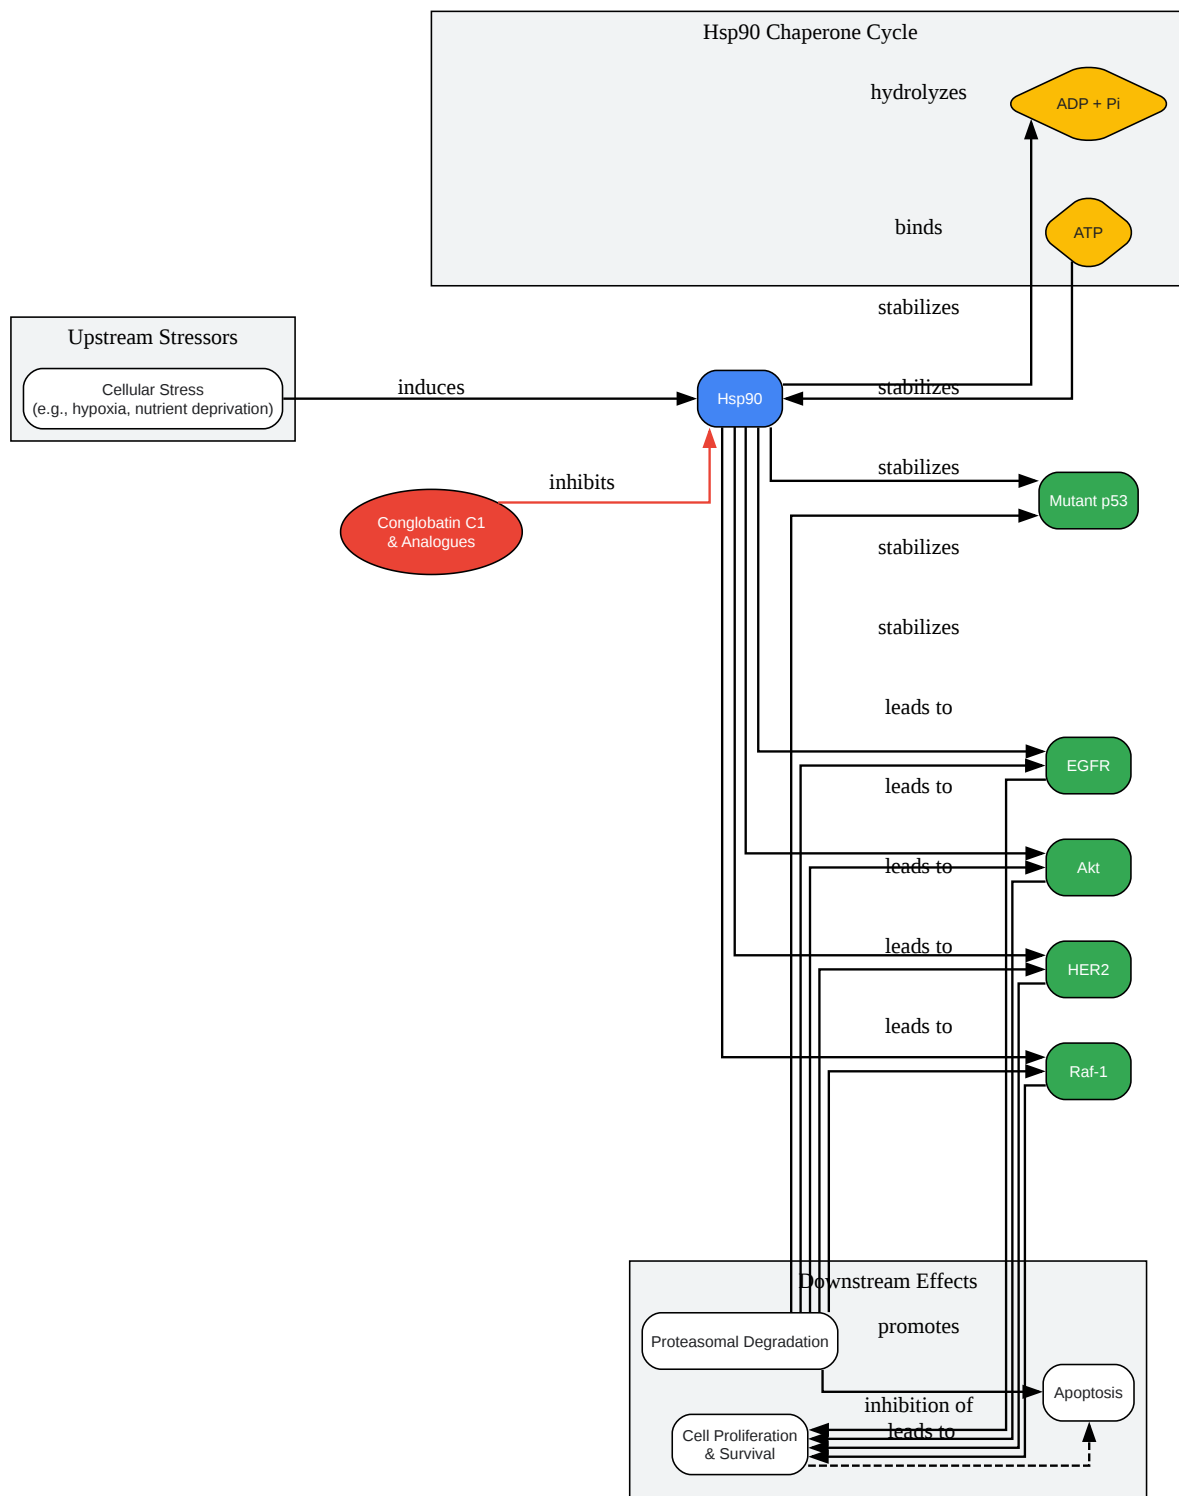 Hsp90 Chaperone Cycle
hydrolyzes
ADP + Pi
binds
ATP
stabilizes
Upstream Stressors
Cellular Stress
(e.g., hypoxia, nutrient deprivation)
induces
Hsp90
stabilizes
inhibits
stabilizes
Mutant p53
Conglobatin C1
& Analogues
stabilizes
stabilizes
leads to
EGFR
leads to
leads to
Akt
leads to
HER2
leads to
Raf-1
Downstream Effects
promotes
Proteasomal Degradation
Apoptosis
inhibition of
leads to
Cell Proliferation
& Survival